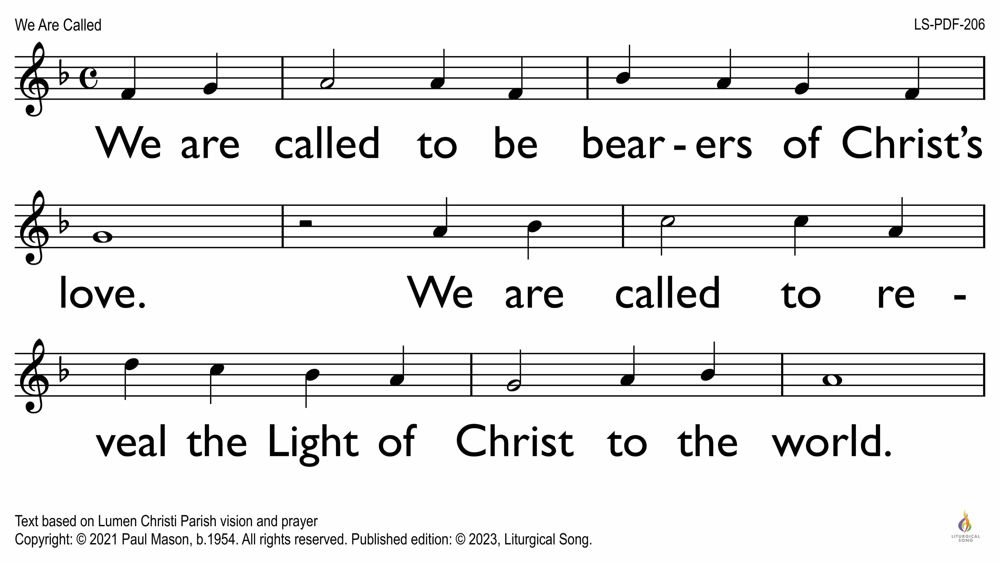 We Are Called
LS-PDF-206
We are called to be bear - ers of Christ’s
love. We are called to re -
veal the Light of Christ to the world.
Text based on Lumen Christi Parish vision and prayer
Copyright: © 2021 Paul Mason, b.1954. All rights reserved. Published edition: © 2023, Liturgical Song.
LITURGICAL
SONG